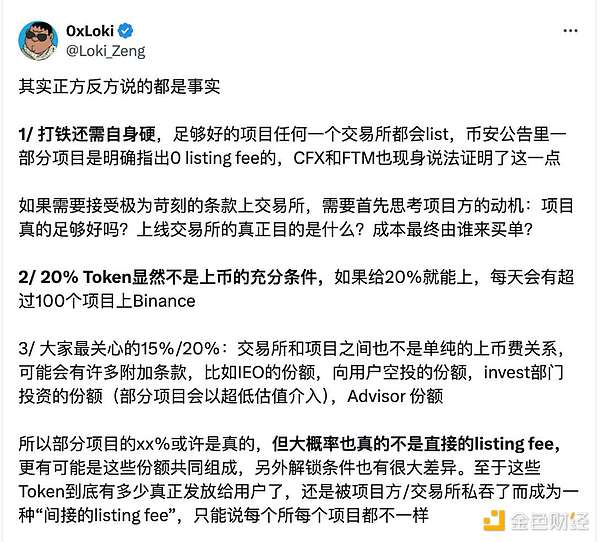 0xLoki
@Loki_Zeng
其实正方反方说的都是事实
1/ 打铁还需自身硬，足够好的项目任何一个交易所都会list，币安公告里一
部分项目是明确指出0 listing fee的，CFX和FTM也现身说法证明了这一点
如果需要接受极为苛刻的条款上交易所，需要首先思考项目方的动机：项目
真的足够好吗？上线交易所的真正目的是什么？成本最终由谁来买单？
2/ 20% Token显然不是上币的充分条件，如果给20%就能上，每天会有超
过100个项目上Binance
3/ 大家最关心的15%/20%：交易所和项目之间也不是单纯的上币费关系，
可能会有许多附加条款，比如IEO的份额，向用户空投的份额，invest部门
投资的份额（部分项目会以超低估值介入），Advisor 份额
所以部分项目的xx%或许是真的，但大概率也真的不是直接的listing fee，
更有可能是这些份额共同组成，另外解锁条件也有很大差异。至于这些
Token到底有多少真正发放给用户了，还是被项目方/交易所私吞了而成为一
种“间接的listing fee”，只能说每个所每个项目都不一样
金色财经